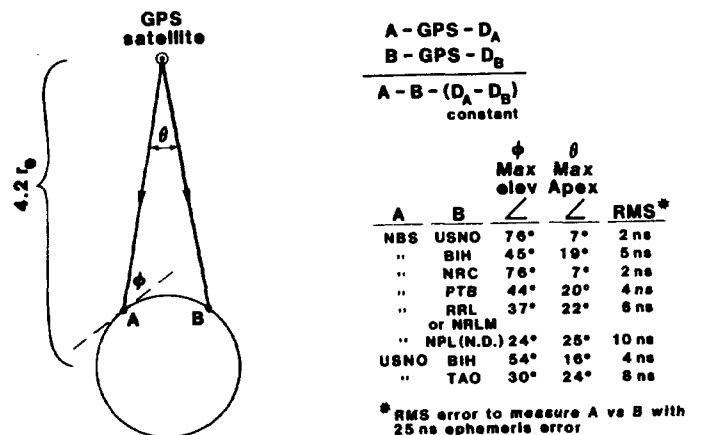 GPS
satellite
θ
4.2 rₑ
φ
A
B
A - GPS - D_A
B - GPS - D_B
A - B - (D_A - D_B)
constant
φ θ
Max Max
elev Apex
A B ∠ ∠ RMS*
NBS USNO 76° 7° 2 ns
" BIH 45° 19° 5 ns
" NRC 76° 7° 2 ns
" PTB 44° 20° 4 ns
" RRL 37° 22° 6 ns
or NRLM
" NPL(N.D.) 24° 25° 10 ns
USNO BIH 54° 16° 4 ns
" TAO 30° 24° 8 ns
*RMS error to measure A vs B with
25 ns ephemeris error